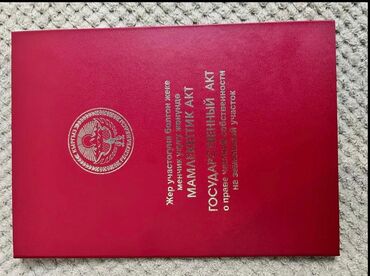 Жер участогуна болгон жеке
менчик укугу жөнүндө
МАМЛЕКЕТТИК АКТ
ГОСУДАРСТВЕННЫЙ АКТ
о праве частной собственности
на земельный участок